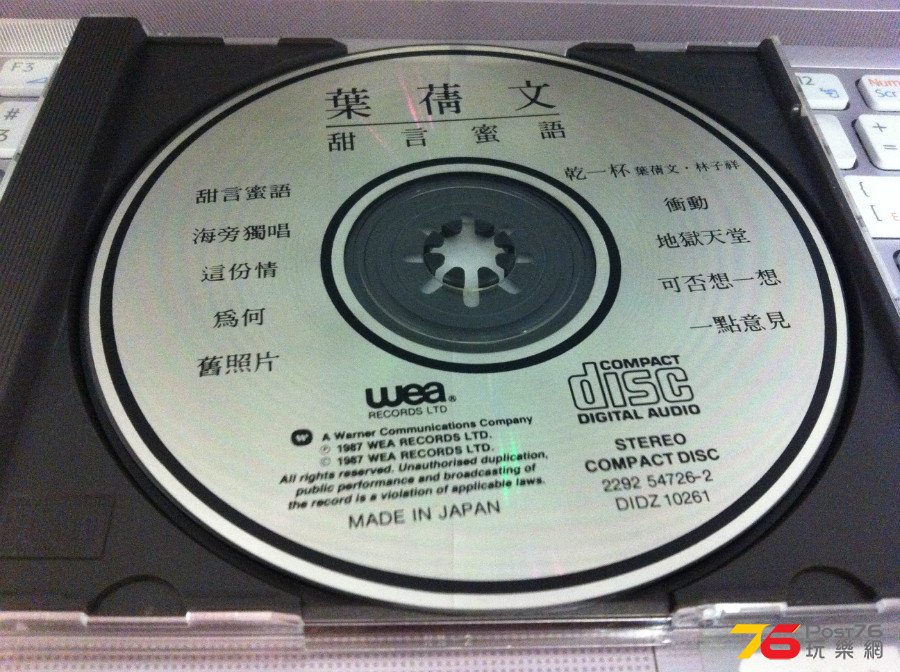 葉蒨文
甜言蜜語
甜言蜜語
海旁獨唱
這份情
為何
舊照片
乾一杯 葉蒨文・林子祥
衝動
地獄天堂
可否想一想
一點意見
wea®
RECORDS LTD
A Warner Communications Company
℗ 1987 WEA RECORDS LTD.
© 1987 WEA RECORDS LTD.
All rights reserved. Unauthorised duplication,
public performance and broadcasting of
the record is a violation of applicable laws.
MADE IN JAPAN
COMPACT
disc
DIGITAL AUDIO
STEREO
COMPACT DISC
2292 54726-2
DIDZ 10261
F3
#
3
Num
Scr
+
=
{
[
76 Post76
玩樂網